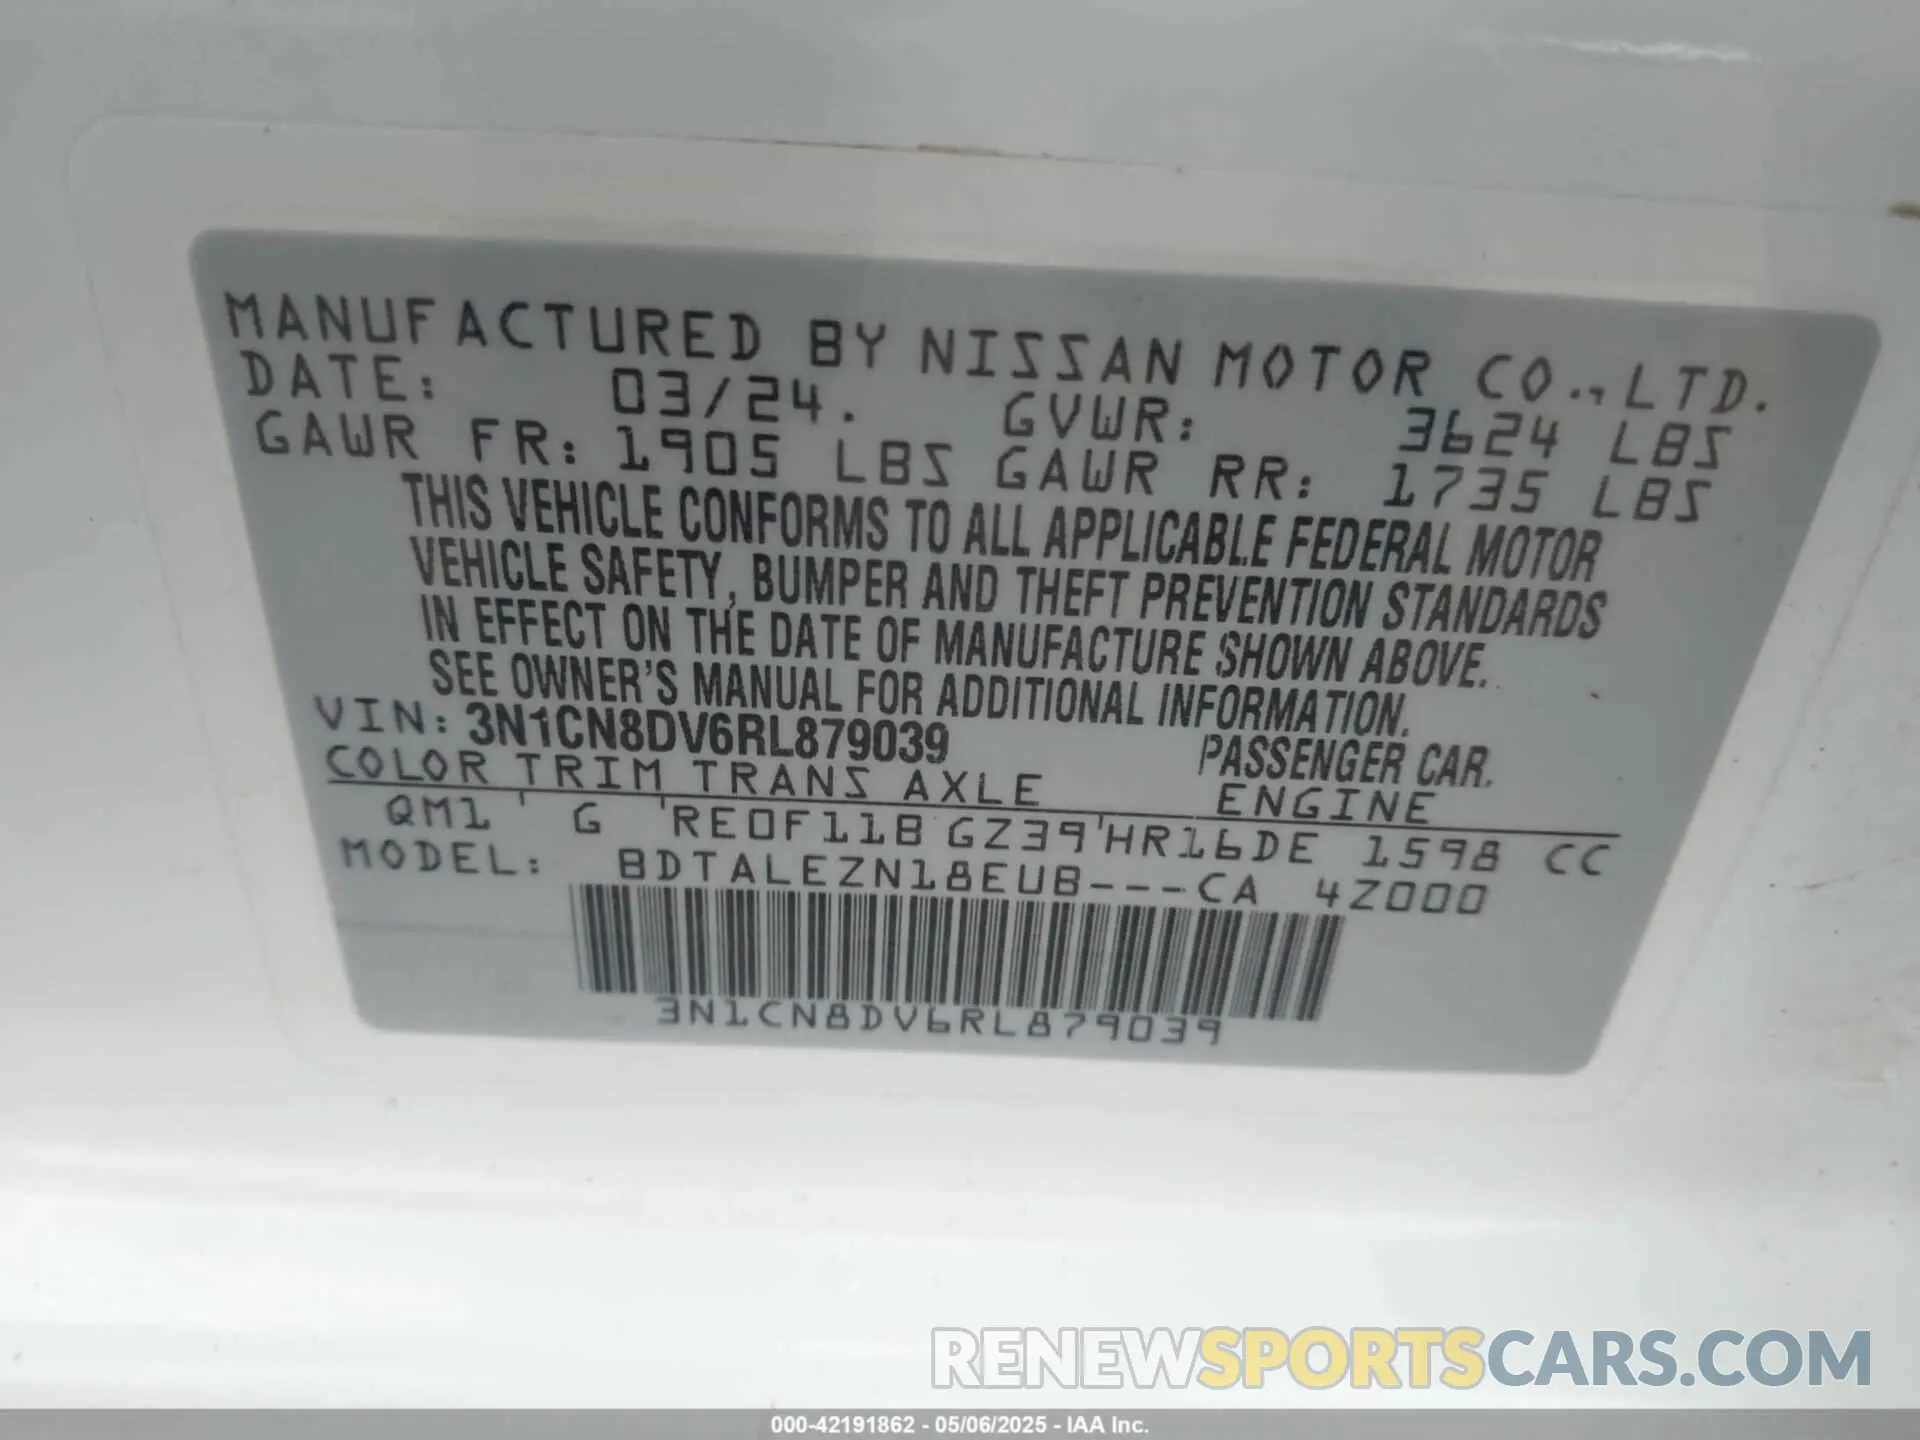 MANUFACTURED BY NISSAN MOTOR CO.,LTD.
DATE: 03/24. GVWR: 3624 LBS
GAWR FR: 1905 LBS GAWR RR: 1735 LBS
THIS VEHICLE CONFORMS TO ALL APPLICABLE FEDERAL MOTOR
VEHICLE SAFETY, BUMPER AND THEFT PREVENTION STANDARDS
IN EFFECT ON THE DATE OF MANUFACTURE SHOWN ABOVE.
SEE OWNER'S MANUAL FOR ADDITIONAL INFORMATION.
VIN: 3N1CN8DV6RL879039 PASSENGER CAR.
COLOR TRIM TRANS AXLE ENGINE
QM1 ' G 'RE0F11B GZ39'HR16DE 1598 CC
MODEL: BDTALEZN18EUB---CA 4Z000
3N1CN8DV6RL879039
RENEWSPORTSCARS.COM
000-42191862 - 05/06/2025 - IAA Inc.